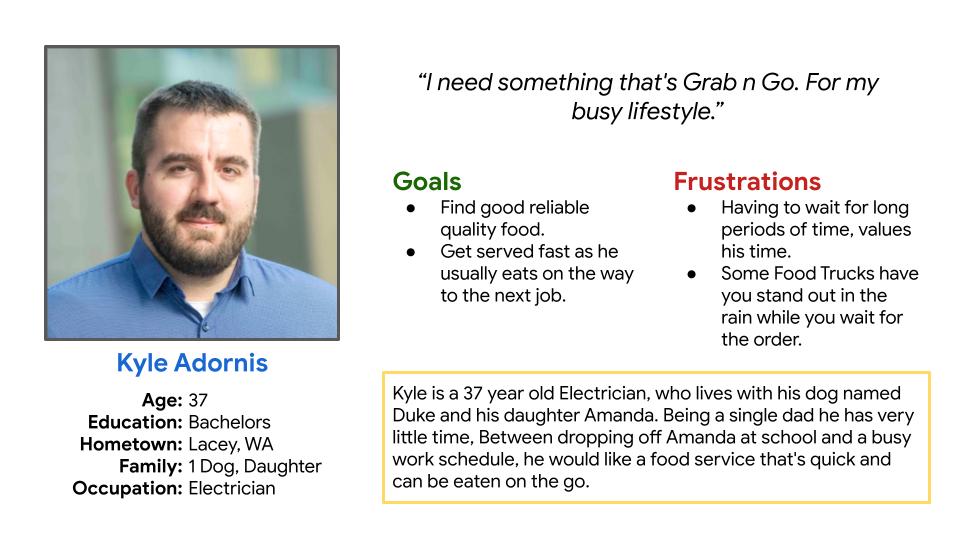 “I need something that's Grab n Go. For my
busy lifestyle.”
Goals
● Find good reliable
quality food.
● Get served fast as he
usually eats on the way
to the next job.
Frustrations
● Having to wait for long
periods of time, values
his time.
● Some Food Trucks have
you stand out in the
rain while you wait for
the order.
Kyle Adornis
Age: 37
Education: Bachelors
Hometown: Lacey, WA
Family: 1 Dog, Daughter
Occupation: Electrician
Kyle is a 37 year old Electrician, who lives with his dog named
Duke and his daughter Amanda. Being a single dad he has very
little time, Between dropping off Amanda at school and a busy
work schedule, he would like a food service that's quick and
can be eaten on the go.